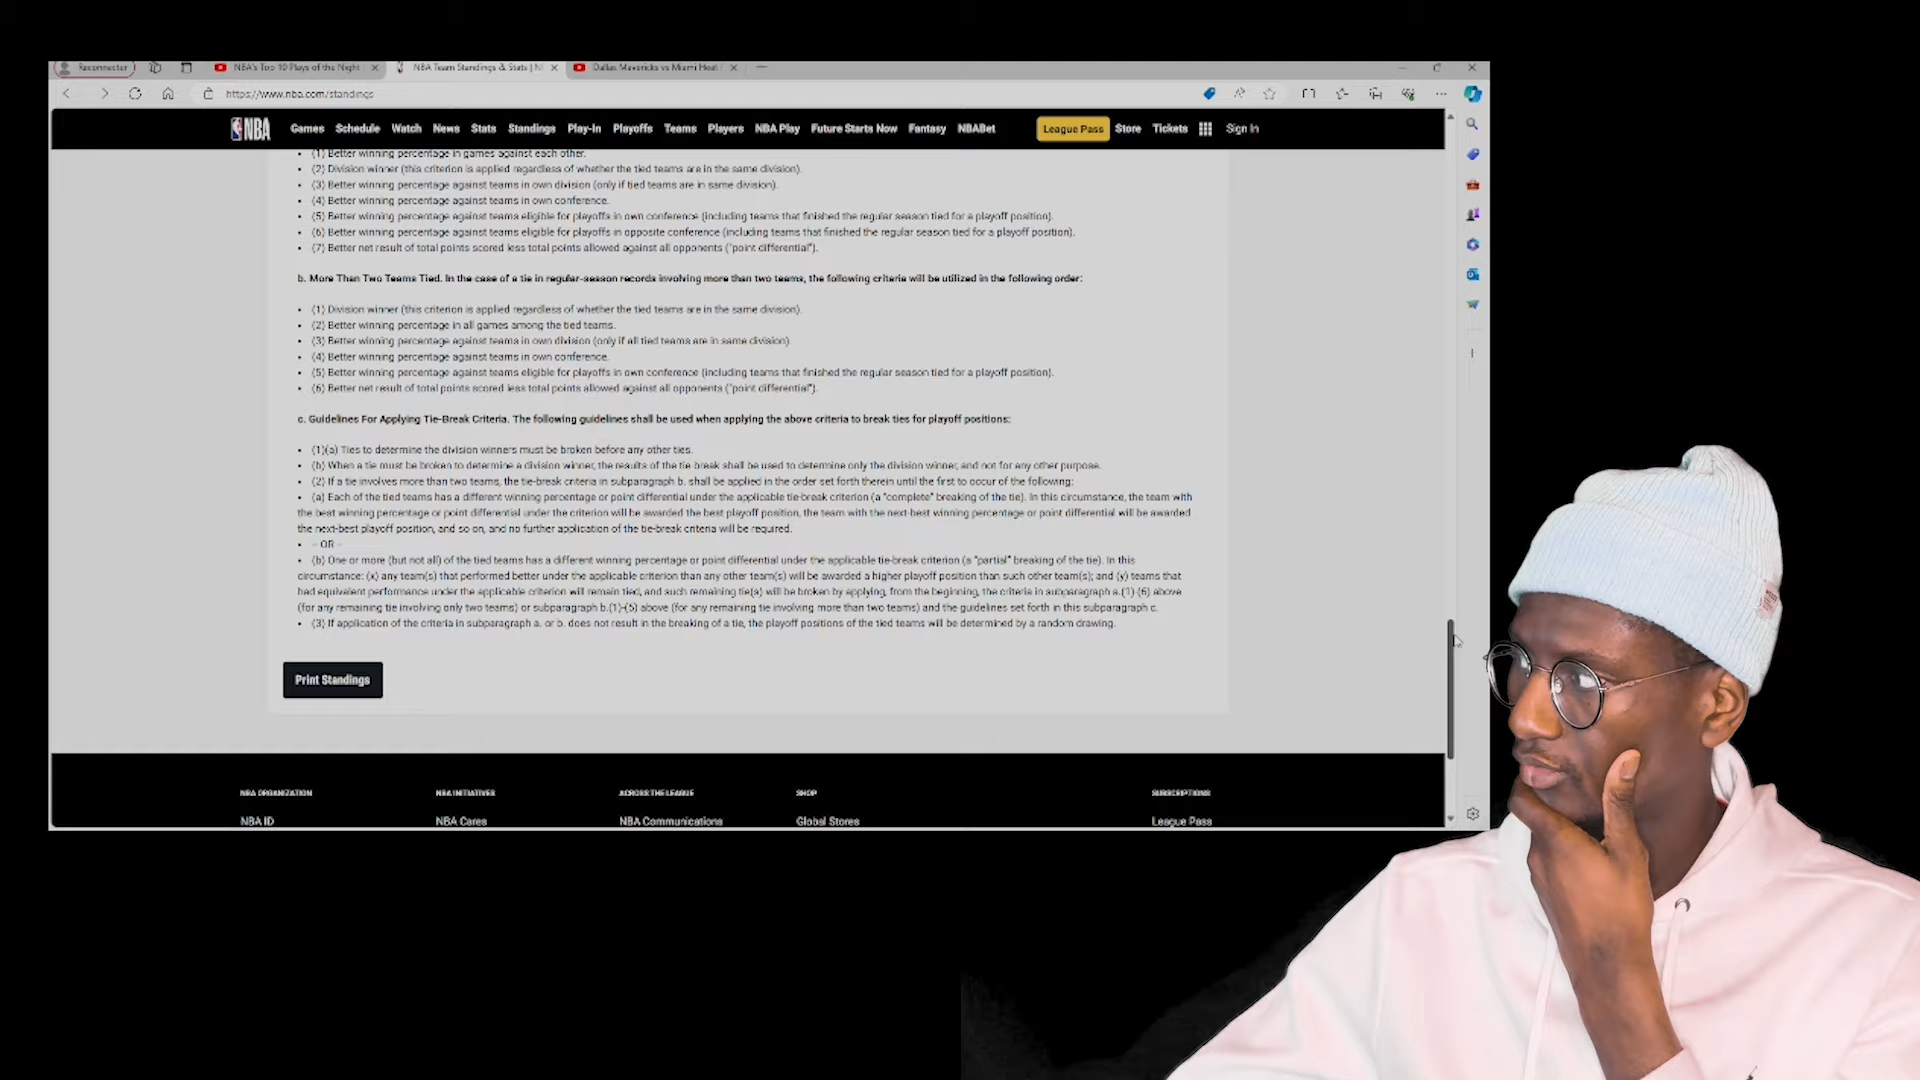 Reconnecter
NBA's Top 10 Plays of the Night
NBA Team Standings & Stats | N
Dallas Mavericks vs Miami Heat
https://www.nba.com/standings
NBA Games Schedule Watch News Stats Standings Play-In Playoffs Teams Players NBA Play Future Starts Now Fantasy NBABet League Pass Store Tickets Sign In
• (1) Better winning percentage in games against each other.
• (2) Division winner (this criterion is applied regardless of whether the tied teams are in the same division).
• (3) Better winning percentage against teams in own division (only if tied teams are in same division).
• (4) Better winning percentage against teams in own conference.
• (5) Better winning percentage against teams eligible for playoffs in own conference (including teams that finished the regular season tied for a playoff position).
• (6) Better winning percentage against teams eligible for playoffs in opposite conference (including teams that finished the regular season tied for a playoff position).
• (7) Better net result of total points scored less total points allowed against all opponents ("point differential").
b. More Than Two Teams Tied. In the case of a tie in regular-season records involving more than two teams, the following criteria will be utilized in the following order:
• (1) Division winner (this criterion is applied regardless of whether the tied teams are in the same division).
• (2) Better winning percentage in all games among the tied teams.
• (3) Better winning percentage against teams in own division (only if all tied teams are in same division)
• (4) Better winning percentage against teams in own conference.
• (5) Better winning percentage against teams eligible for playoffs in own conference (including teams that finished the regular season tied for a playoff position).
• (6) Better net result of total points scored less total points allowed against all opponents ("point differential").
c. Guidelines For Applying Tie-Break Criteria. The following guidelines shall be used when applying the above criteria to break ties for playoff positions:
• (1)(a) Ties to determine the division winners must be broken before any other ties.
• (b) When a tie must be broken to determine a division winner, the results of the tie break shall be used to determine only the division winner, and not for any other purpose.
• (2) If a tie involves more than two teams, the tie-break criteria in subparagraph b. shall be applied in the order set forth therein until the first to occur of the following:
• (a) Each of the tied teams has a different winning percentage or point differential under the applicable tie-break criterion (a "complete" breaking of the tie). In this circumstance, the team with
the best winning percentage or point differential under the criterion will be awarded the best playoff position, the team with the next-best winning percentage or point differential will be awarded
the next-best playoff position, and so on, and no further application of the tie-break criteria will be required.
• – OR –
• (b) One or more (but not all) of the tied teams has a different winning percentage or point differential under the applicable tie-break criterion (a "partial" breaking of the tie). In this
circumstance: (x) any team(s) that performed better under the applicable criterion than any other team(s) will be awarded a higher playoff position than such other team(s); and (y) teams that
had equivalent performance under the applicable criterion will remain tied, and such remaining tie(s) will be broken by applying, from the beginning, the criteria in subparagraph a.(1)-(6) above
(for any remaining tie involving only two teams) or subparagraph b.(1)-(5) above (for any remaining tie involving more than two teams) and the guidelines set forth in this subparagraph c.
• (3) If application of the criteria in subparagraph a. or b. does not result in the breaking of a tie, the playoff positions of the tied teams will be determined by a random drawing.
Print Standings
NBA ORGANIZATION NBA INITIATIVES ACROSS THE LEAGUE SHOP SUBSCRIPTIONS
NBA ID NBA Cares NBA Communications Global Stores League Pass